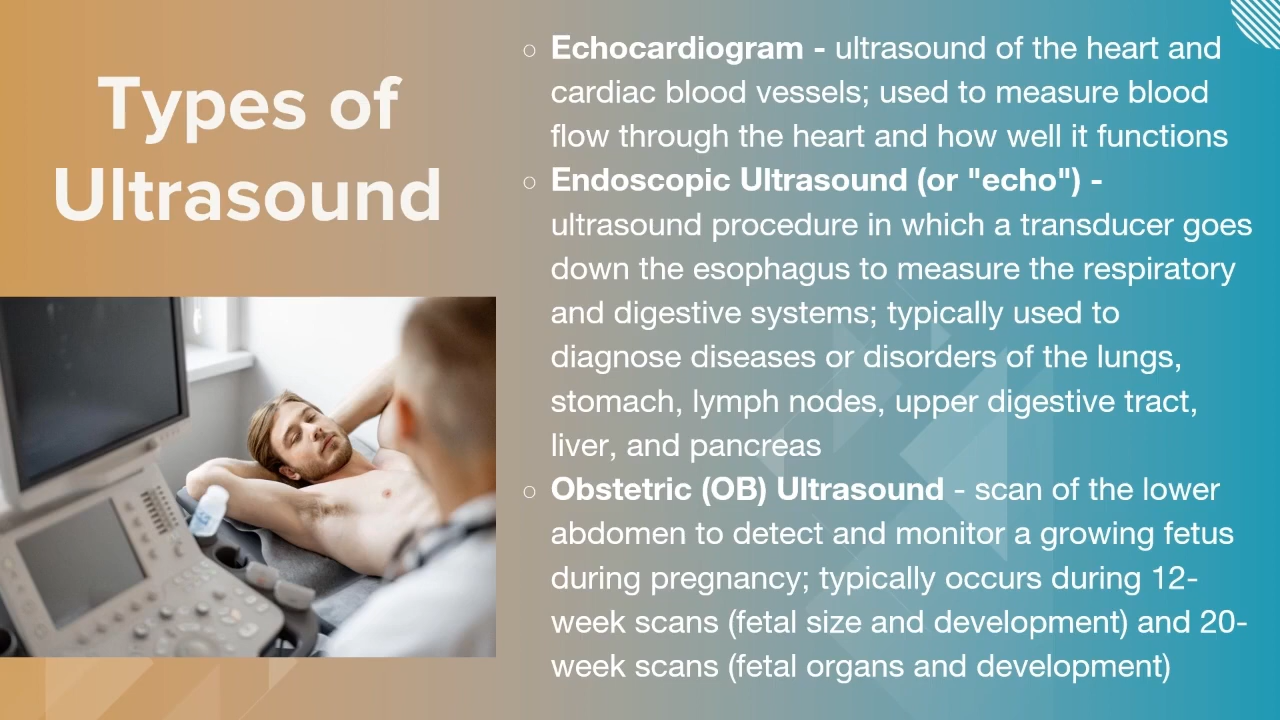 Types of
Ultrasound
○ Echocardiogram - ultrasound of the heart and
cardiac blood vessels; used to measure blood
flow through the heart and how well it functions
○ Endoscopic Ultrasound (or "echo") -
ultrasound procedure in which a transducer goes
down the esophagus to measure the respiratory
and digestive systems; typically used to
diagnose diseases or disorders of the lungs,
stomach, lymph nodes, upper digestive tract,
liver, and pancreas
○ Obstetric (OB) Ultrasound - scan of the lower
abdomen to detect and monitor a growing fetus
during pregnancy; typically occurs during 12-
week scans (fetal size and development) and 20-
week scans (fetal organs and development)